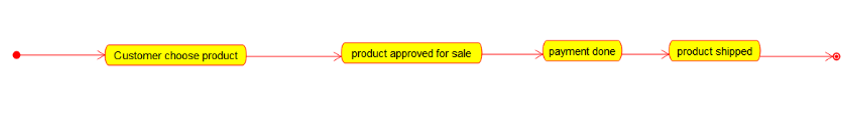 Customer choose product
product approved for sale
payment done
product shipped